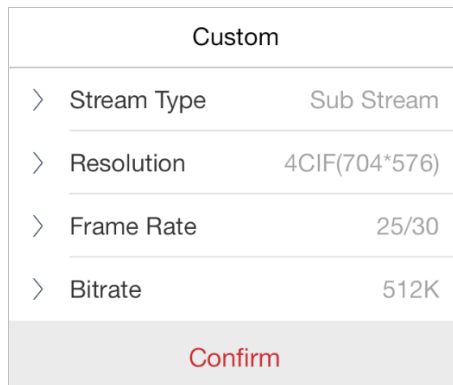 Custom
Stream Type Sub Stream
Resolution 4CIF(704*576)
Frame Rate 25/30
Bitrate 512K
Confirm